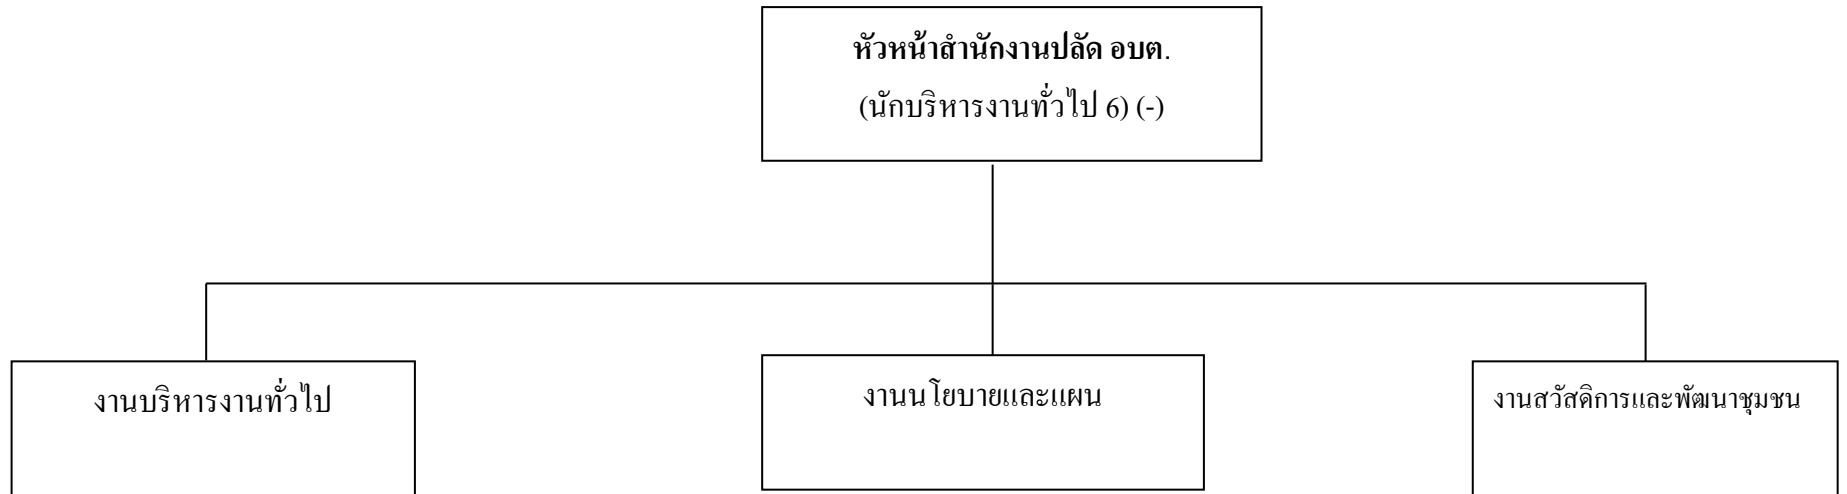 หัวหน้าสำนักงานปลัด อบต.
(นักบริหารงานทั่วไป 6) (-)
งานบริหารงานทั่วไป
งานนโยบายและแผน
งานสวัสดิการและพัฒนาชุมชน